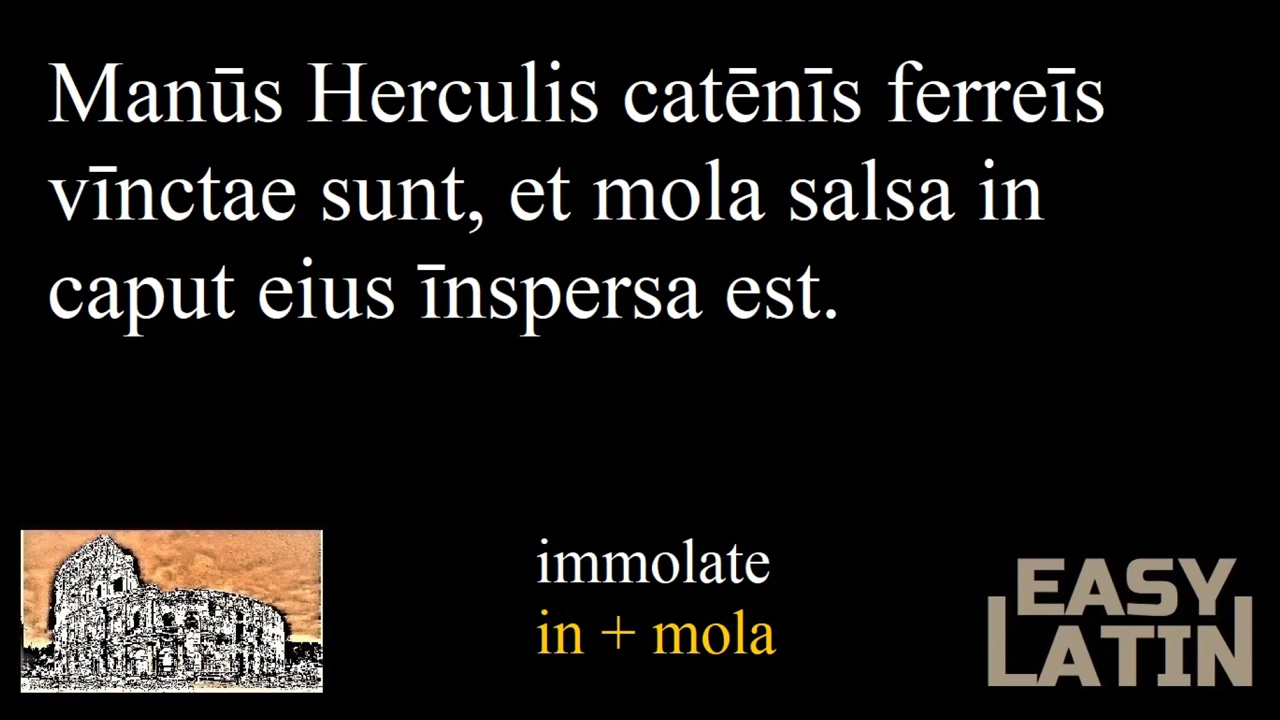 Manūs Herculis catēnīs ferreīs
vīnctae sunt, et mola salsa in
caput eius īnspersa est.
immolate
in + mola
EASY
LATIN